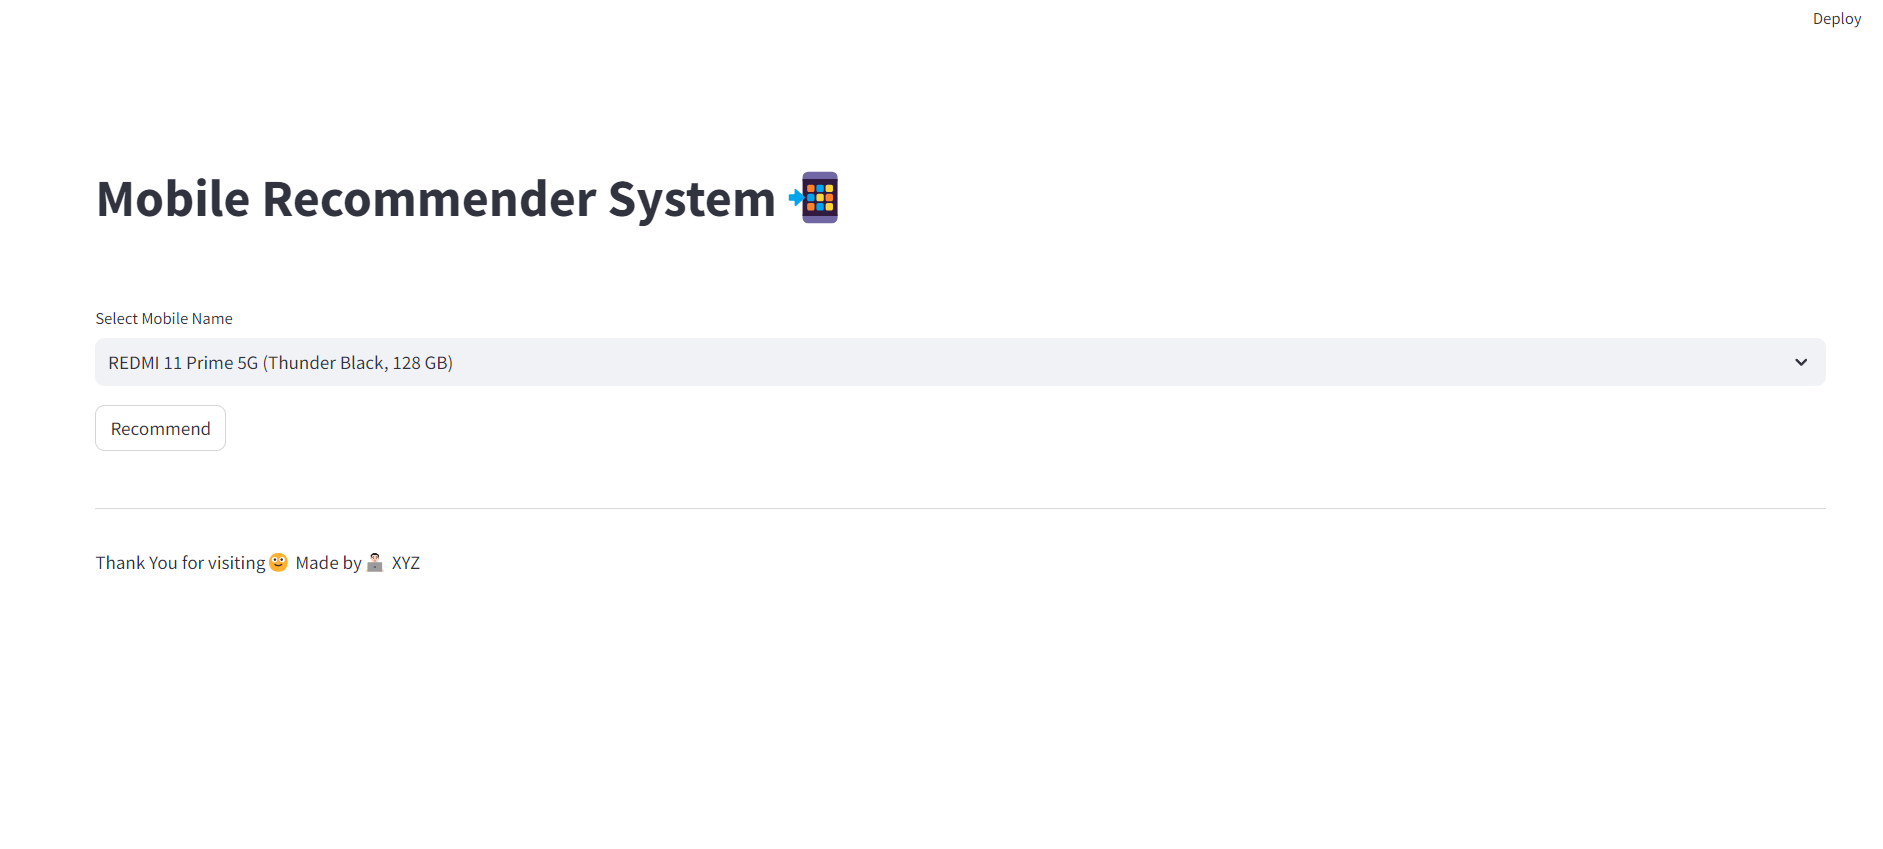 Deploy
Mobile Recommender System 📲
Select Mobile Name
REDMI 11 Prime 5G (Thunder Black, 128 GB)
Recommend
Thank You for visiting Made by XYZ